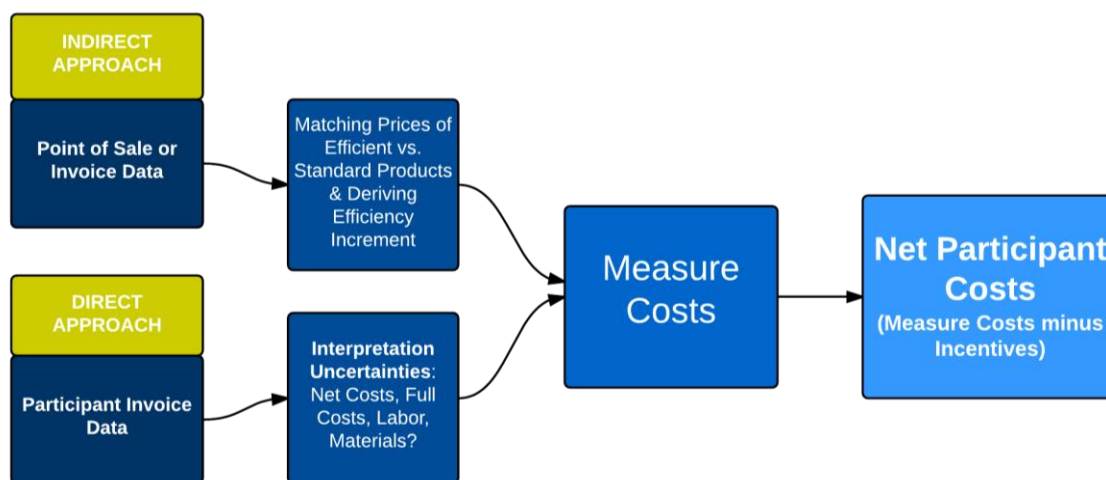 INDIRECT
APPROACH
Point of Sale or
Invoice Data
Matching Prices of
Efficient vs.
Standard Products
& Deriving
Efficiency
Increment
DIRECT
APPROACH
Participant Invoice
Data
Interpretation
Uncertainties:
Net Costs, Full
Costs, Labor,
Materials?
Measure
Costs
Net Participant
Costs
(Measure Costs minus
Incentives)